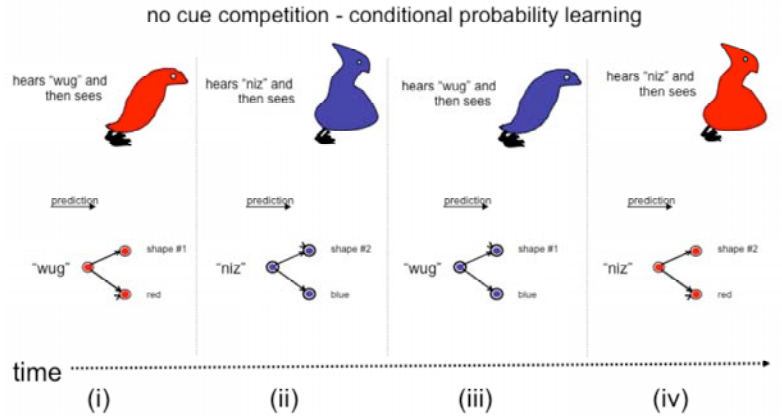 no cue competition - conditional probability learning
hears "wug" and
then sees
hears "niz" and
then sees
hears "wug" and
then sees
hears "niz" and
then sees
prediction
prediction
prediction
prediction
"wug"
shape #1
red
"niz"
shape #2
blue
"wug"
shape #1
blue
"niz"
shape #2
red
time
(i)
(ii)
(iii)
(iv)